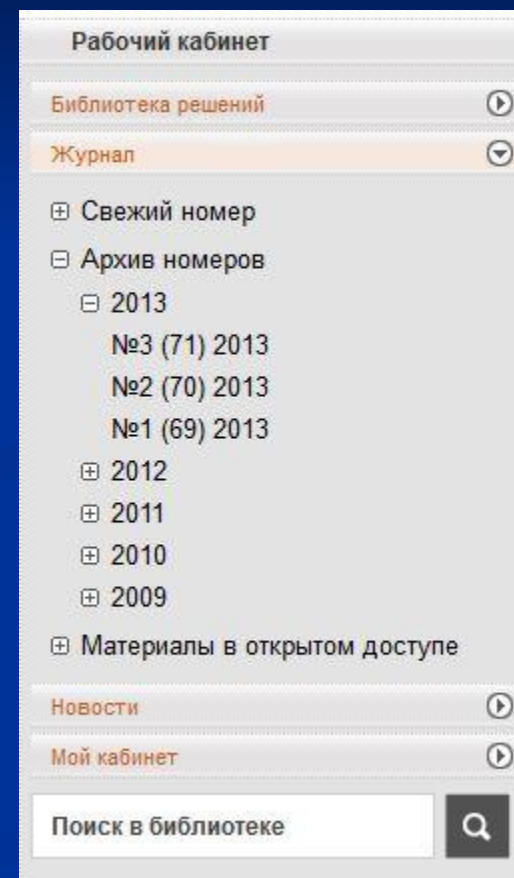 Рабочий кабинет
Библиотека решений
Журнал
Свежий номер
Архив номеров
2013
№3 (71) 2013
№2 (70) 2013
№1 (69) 2013
2012
2011
2010
2009
Материалы в открытом доступе
Новости
Мой кабинет
Поиск в библиотеке